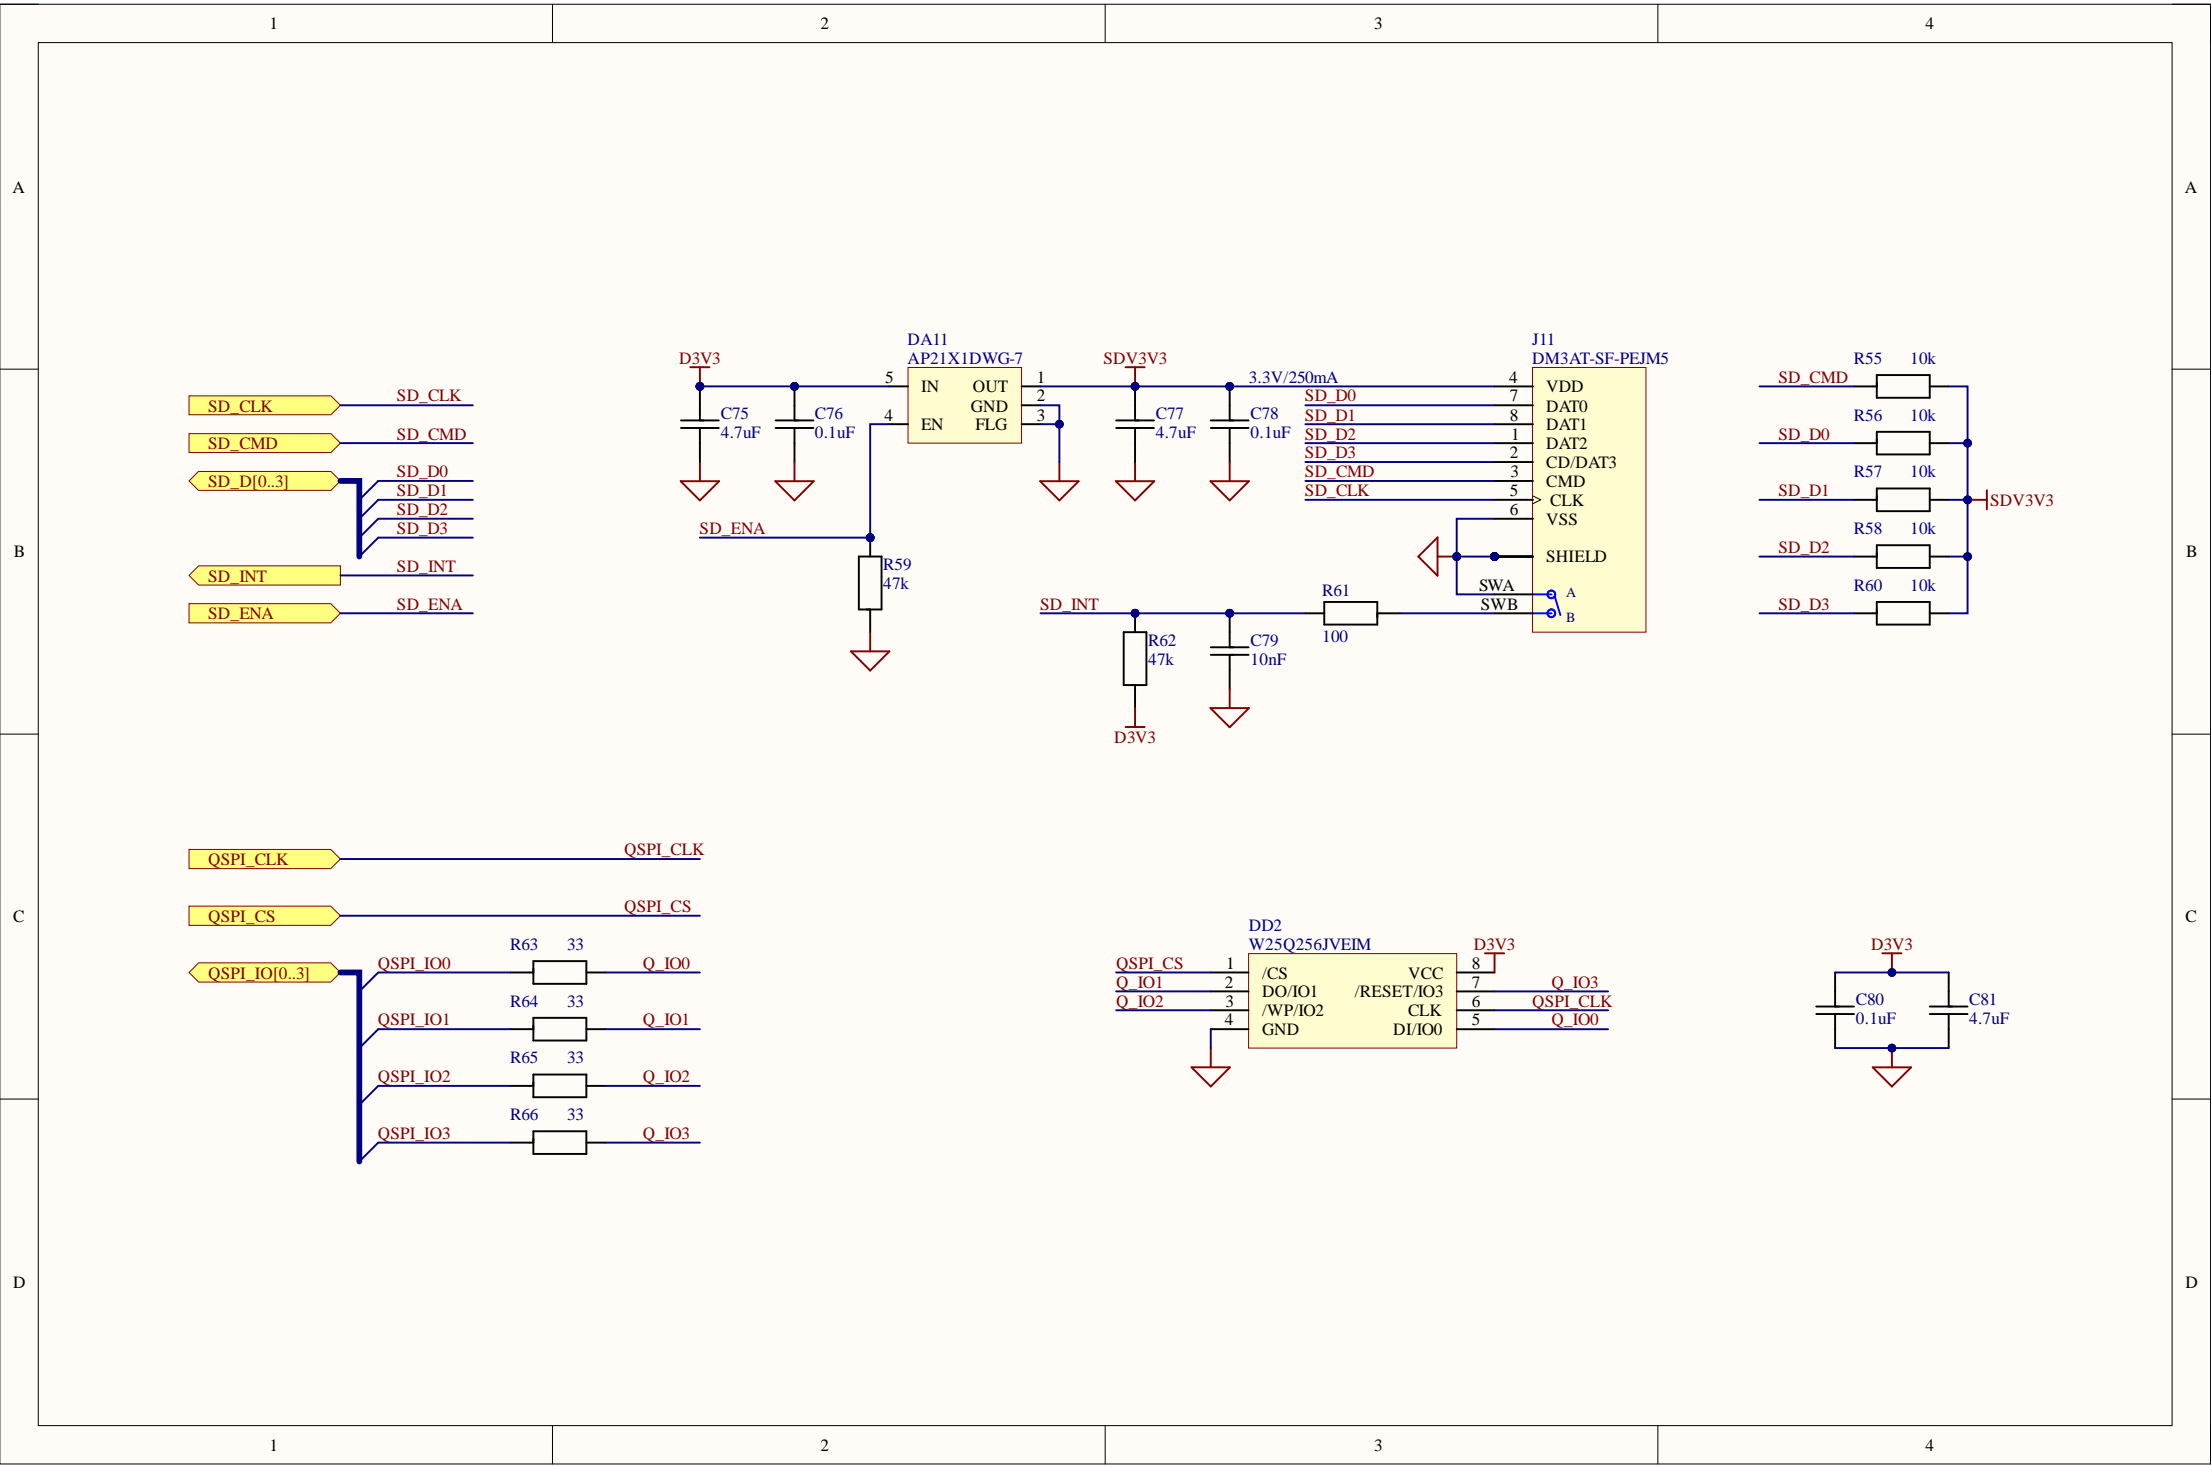 1 2 3 4
A A
B B
C C
D D
1 2 3 4
SD_CLK SD_CLK
SD_CMD SD_CMD
SD_D[0..3] SD_D0
SD_D1
SD_D2
SD_D3
SD_INT SD_INT
SD_ENA SD_ENA
D3V3
C75
4.7uF
C76
0.1uF
DA11
AP21X1DWG-7
5 IN OUT 1
GND 2
4 EN FLG 3
SD_ENA
R59
47k
SDV3V3
C77
4.7uF
C78
0.1uF
J11
DM3AT-SF-PEJM5
3.3V/250mA 4 VDD
SD_D0 7 DAT0
SD_D1 8 DAT1
SD_D2 1 DAT2
SD_D3 2 CD/DAT3
SD_CMD 3 CMD
SD_CLK 5 CLK
6 VSS
SHIELD
SWA A
SWB B
SD_INT
R61
100
R62
47k
D3V3
C79
10nF
R55 10k
SD_CMD
R56 10k
SD_D0
R57 10k
SD_D1 SDV3V3
R58 10k
SD_D2
R60 10k
SD_D3
QSPI_CLK QSPI_CLK
QSPI_CS QSPI_CS
R63 33
QSPI_IO[0..3] QSPI_IO0 Q_IO0
R64 33
QSPI_IO1 Q_IO1
R65 33
QSPI_IO2 Q_IO2
R66 33
QSPI_IO3 Q_IO3
DD2
W25Q256JVEIM
D3V3
QSPI_CS 1 /CS VCC 8
Q_IO1 2 DO/IO1 /RESET/IO3 7 Q_IO3
Q_IO2 3 /WP/IO2 CLK 6 QSPI_CLK
4 GND DI/IO0 5 Q_IO0
D3V3
C80
0.1uF
C81
4.7uF